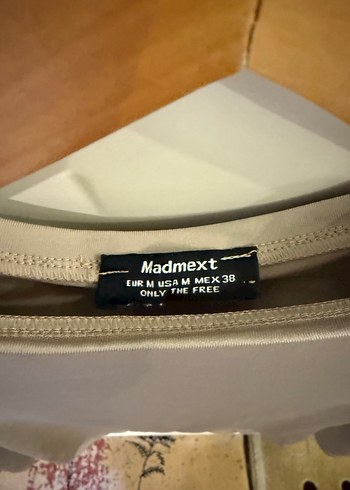 Madmext
EUR M USA M MEX 38
ONLY THE FREE